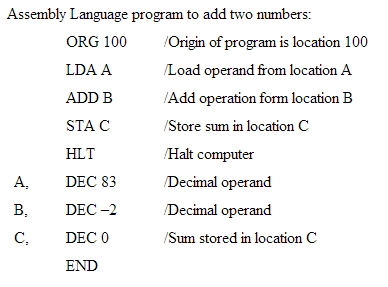 Assembly Language program to add two numbers:
ORG 100 /Origin of program is location 100
LDA A /Load operand from location A
ADD B /Add operation form location B
STA C /Store sum in location C
HLT /Halt computer
A, DEC 83 /Decimal operand
B, DEC –2 /Decimal operand
C, DEC 0 /Sum stored in location C
END